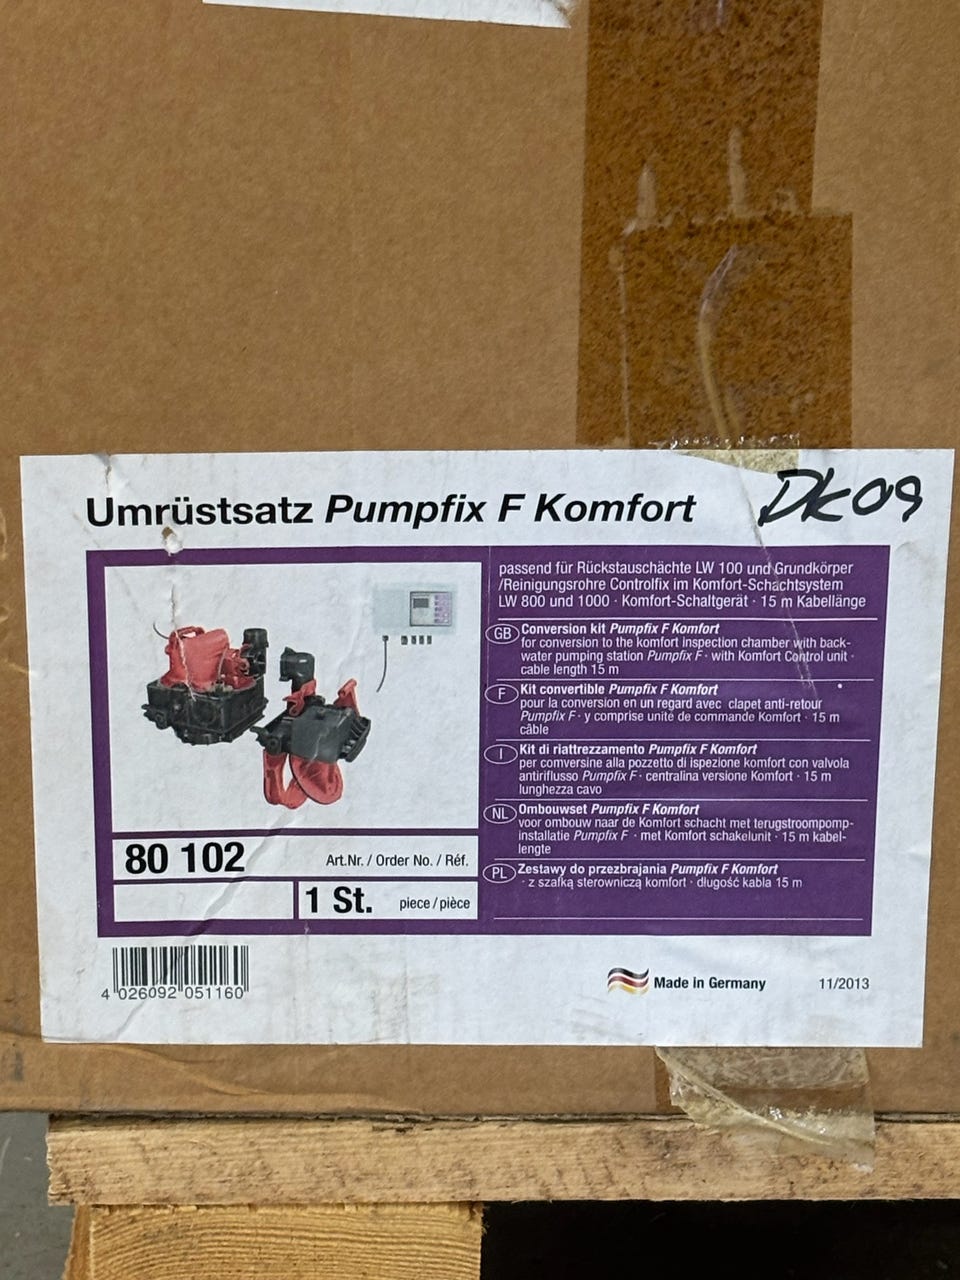 Umrüstsatz Pumpfix F Komfort
DK09
passend für Rückstauschächte LW 100 und Grundkörper
/Reinigungsrohre Controlfix im Komfort-Schachtsystem
LW 800 und 1000 · Komfort-Schaltgerät · 15 m Kabellänge
GB Conversion kit Pumpfix F Komfort
for conversion to the komfort inspection chamber with back-
water pumping station Pumpfix F · with Komfort Control unit ·
cable length 15 m
F Kit convertible Pumpfix F Komfort
pour la conversion en un regard avec clapet anti-retour
Pumpfix F · y comprise unité de commande Komfort · 15 m
câble
I Kit di riattrezzamento Pumpfix F Komfort
per comversine alla pozzetto di ispezione komfort con valvola
antiriflusso Pumpfix F · centralina versione Komfort · 15 m
lunghezza cavo
NL Ombouwset Pumpfix F Komfort
voor ombouw naar de Komfort schacht met terugstroompomp-
installatie Pumpfix F · met Komfort schakelunit · 15 m kabel-
lengte
PL Zestawy do przezbrajania Pumpfix F Komfort
· z szafką sterowniczą komfort · długość kabla 15 m
80 102 Art.Nr. / Order No. / Réf.
1 St. piece / pièce
4 026092 051160
Made in Germany 11/2013